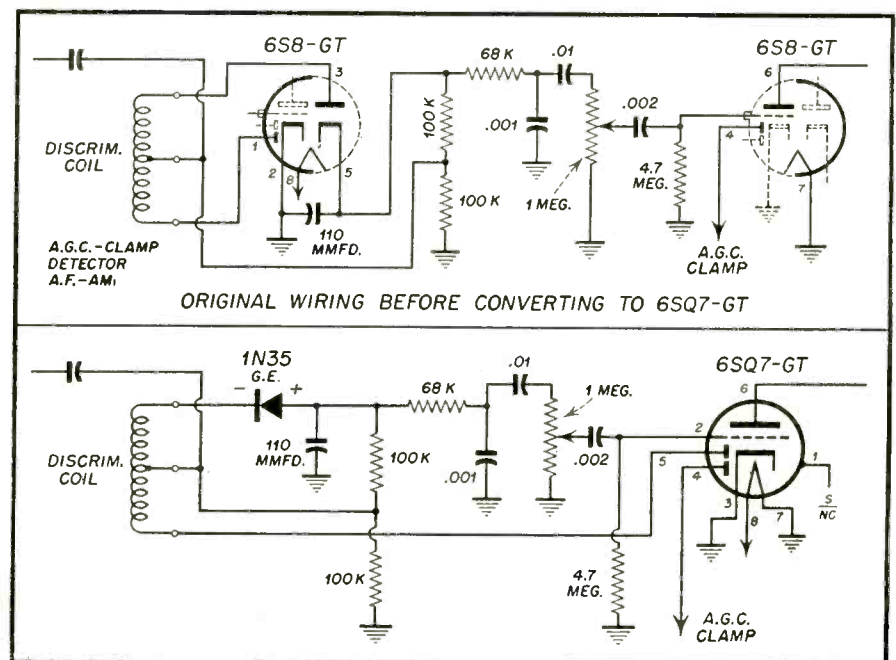 6S8-GT
3
DISCRIM.
COIL
1
2
8
5
110
MMFD.
A.G.C.-CLAMP
DETECTOR
A.F.-AM1
68 K
.01
100 K
100 K
.001
1 MEG.
.002
4.7
MEG.
6S8-GT
6
4
7
A.G.C.
CLAMP
ORIGINAL WIRING BEFORE CONVERTING TO 6SQ7-GT
1N35
G.E.
- +
DISCRIM.
COIL
110
MMFD.
68 K
100 K
100 K
.01
.001
1 MEG.
.002
4.7
MEG.
6SQ7-GT
6
2
5
4
3
8
7
1
S
NC
A.G.C.
CLAMP